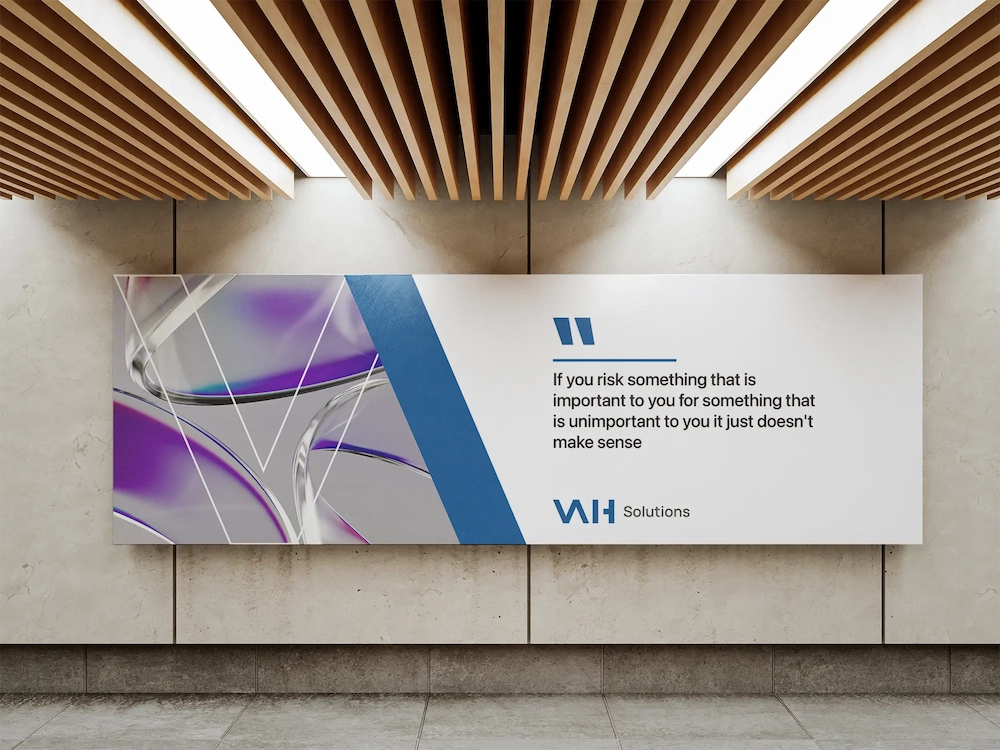 "
If you risk something that is
important to you for something that
is unimportant to you it just doesn't
make sense
WH Solutions